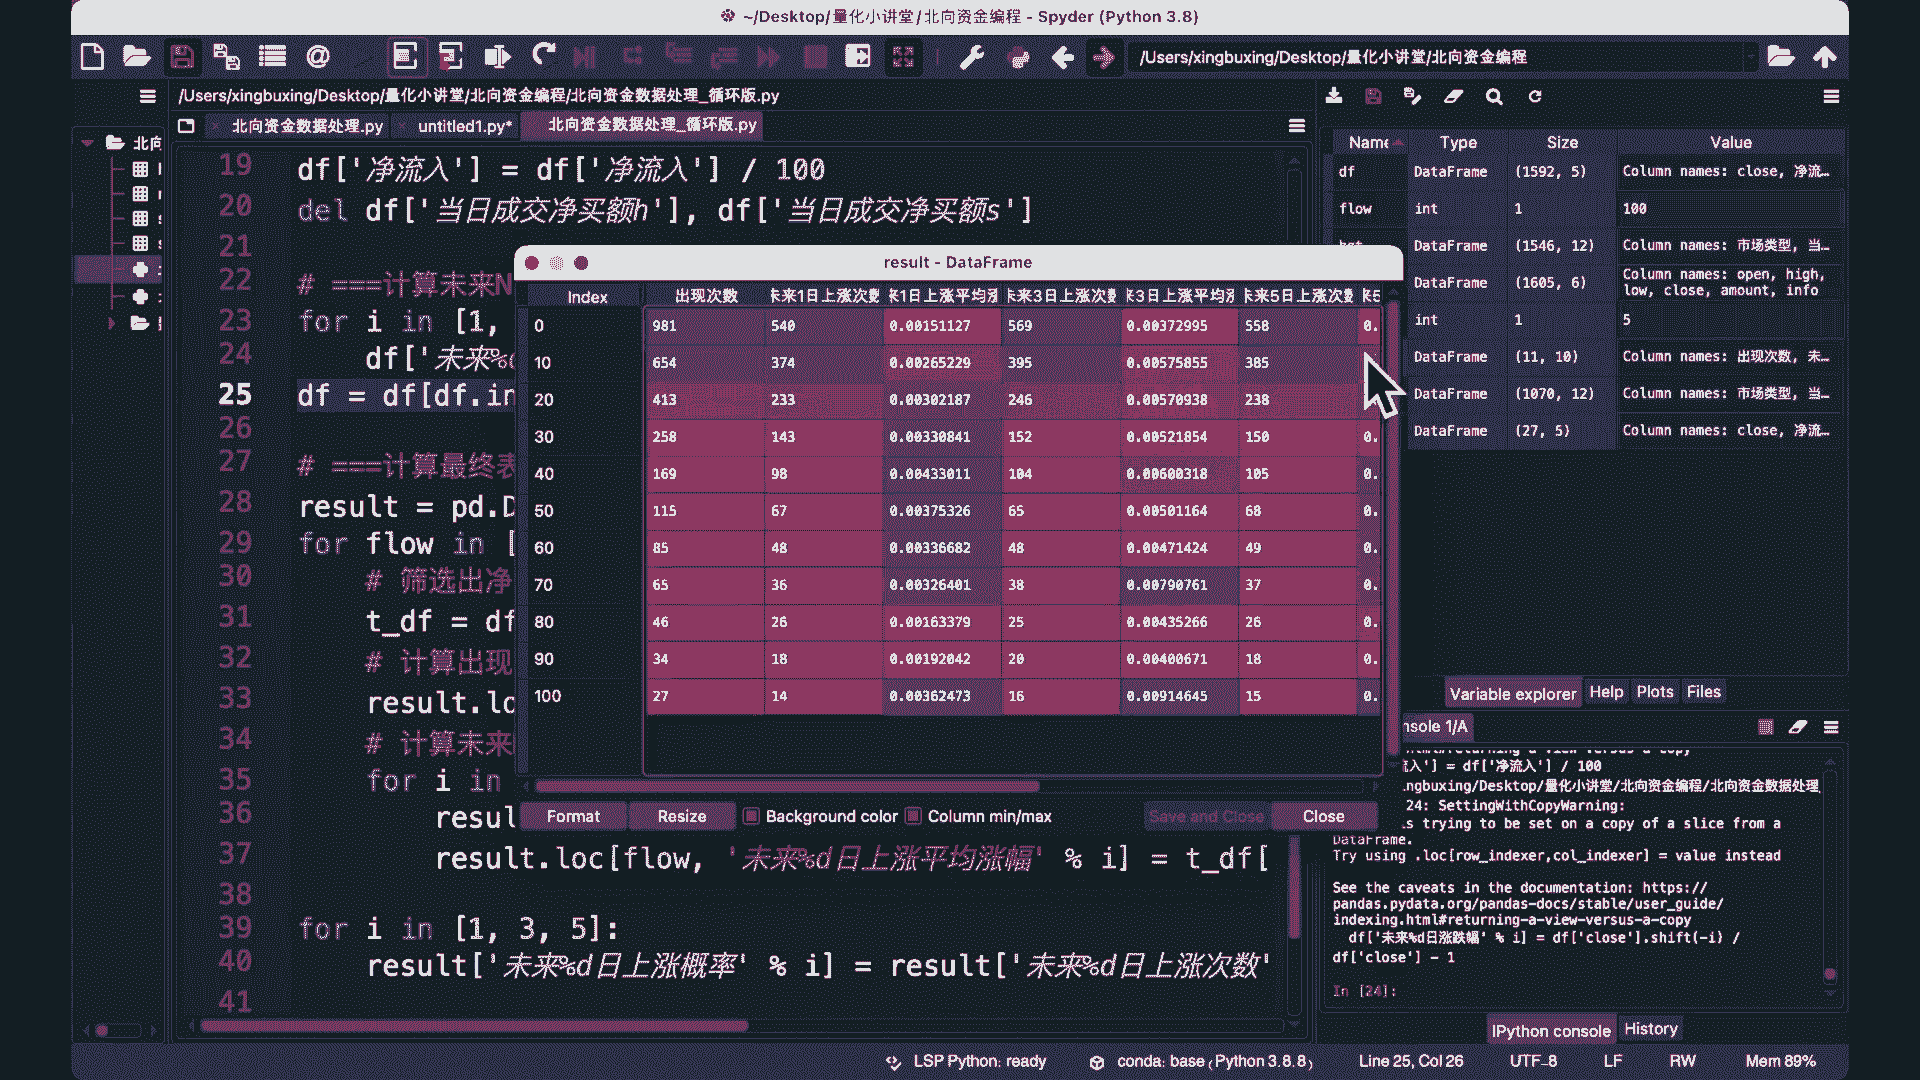 ~/Desktop/量化小讲堂/北向资金编程 - Spyder (Python 3.8)
/Users/xingbuxing/Desktop/量化小讲堂/北向资金编程
/Users/xingbuxing/Desktop/量化小讲堂/北向资金编程/北向资金数据处理_循环版.py
北向资金数据处理.py
untitled1.py*
北向资金数据处理_循环版.py
19 df['净流入'] = df['净流入'] / 100
20 del df['当日成交净买额h'], df['当日成交净买额s']
21
22 # ===计算未来N
23 for i in [1,
24 df['未来%d
25 df = df[df.in
26
27 # ===计算最终表
28 result = pd.D
29 for flow in [
30 # 筛选出净
31 t_df = df
32 # 计算出现
33 result.lo
34 # 计算未来
35 for i in
36 resul
37 result.loc[flow, '未来%d日上涨平均涨幅' % i] = t_df[
38
39 for i in [1, 3, 5]:
40 result['未来%d日上涨概率' % i] = result['未来%d日上涨次数'
41
result - DataFrame
Index 出现次数 未来1日上涨次数 来1日上涨平均涨 未来3日上涨次数 来3日上涨平均涨 未来5日上涨次数 来5
0 981 540 0.00151127 569 0.00372995 558 0.
10 654 374 0.00265229 395 0.00575855 385
20 413 233 0.00302187 246 0.00570938 238
30 258 143 0.00330841 152 0.00521854 150 0.
40 169 98 0.00433011 104 0.00600318 105 0.
50 115 67 0.00375326 65 0.00501164 68 0.
60 85 48 0.00336682 48 0.00471424 49 0.
70 65 36 0.00326401 38 0.00790761 37 0.
80 46 26 0.00163379 25 0.00435266 26 0.
90 34 18 0.00192042 20 0.00400671 18 0.
100 27 14 0.00362473 16 0.00914645 15 0.
Format Resize Background color Column min/max Save and Close Close
Name Type Size Value
df DataFrame (1592, 5) Column names: close, 净流…
flow int 1 100
hgt DataFrame (1546, 12) Column names: 市场类型, 当…
DataFrame (1605, 6) Column names: open, high, low, close, amount, info
int 1 5
DataFrame (11, 10) Column names: 出现次数, 未…
DataFrame (1070, 12) Column names: 市场类型, 当…
DataFrame (27, 5) Column names: close, 净流…
Variable explorer Help Plots Files
nsole 1/A
流入'] = df['净流入'] / 100
ngbuxing/Desktop/量化小讲堂/北向资金编程/北向资金数据处理_
24: SettingWithCopyWarning:
s trying to be set on a copy of a slice from a
DataFrame.
Try using .loc[row_indexer,col_indexer] = value instead
See the caveats in the documentation: https://
pandas.pydata.org/pandas-docs/stable/user_guide/
indexing.html#returning-a-view-versus-a-copy
df['未来%d日涨跌幅' % i] = df['close'].shift(-i) /
df['close'] - 1
In [24]:
IPython console History
LSP Python: ready conda: base (Python 3.8.8) Line 25, Col 26 UTF-8 LF RW Mem 89%